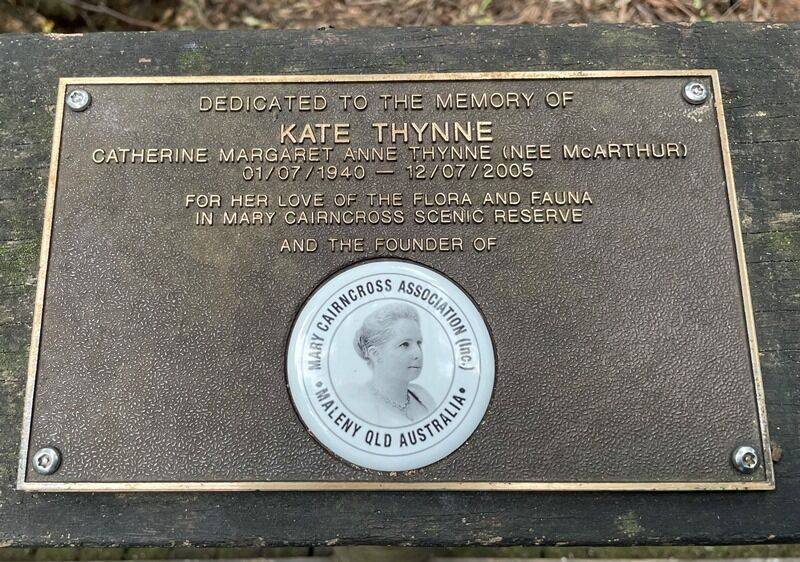 DEDICATED TO THE MEMORY OF
KATE THYNNE
CATHERINE MARGARET ANNE THYNNE (NEE McARTHUR)
01/07/1940 — 12/07/2005
FOR HER LOVE OF THE FLORA AND FAUNA
IN MARY CAIRNCROSS SCENIC RESERVE
AND THE FOUNDER OF
MARY CAIRNCROSS ASSOCIATION (Inc.)
• MALENY QLD AUSTRALIA •